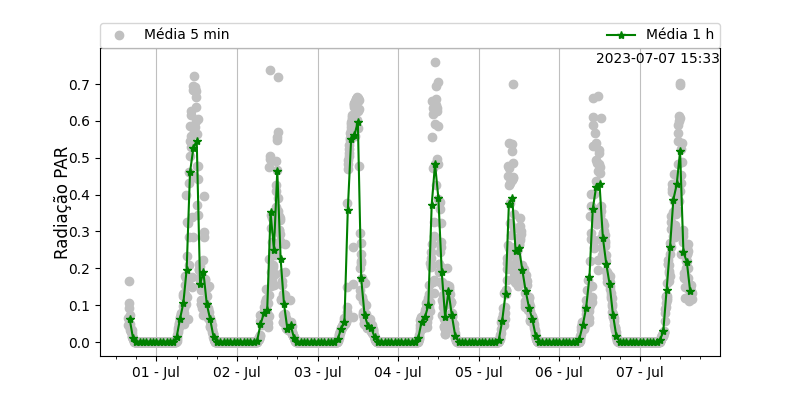 Média 5 min
Média 1 h
2023-07-07 15:33
Radiação PAR
0.7
0.6
0.5
0.4
0.3
0.2
0.1
0.0
01 - Jul
02 - Jul
03 - Jul
04 - Jul
05 - Jul
06 - Jul
07 - Jul